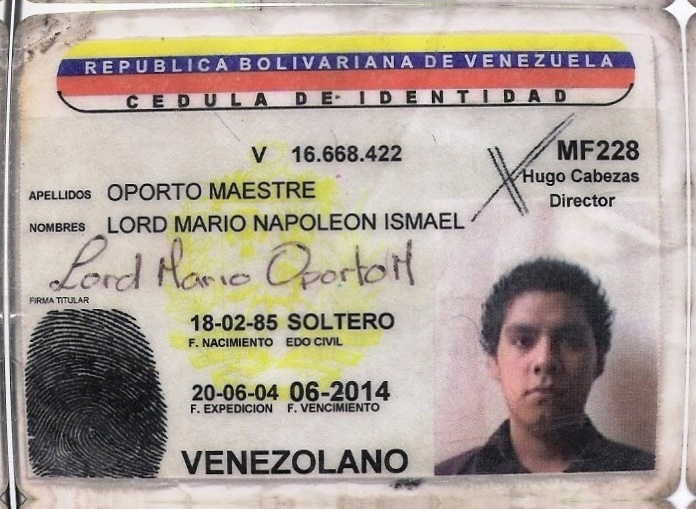 REPUBLICA BOLIVARIANA DE VENEZUELA
CEDULA DE IDENTIDAD
V 16.668.422
MF228
Hugo Cabezas
Director
APELLIDOS OPORTO MAESTRE
NOMBRES LORD MARIO NAPOLEON ISMAEL
Lord Mario Oporto M
FIRMA TITULAR
18-02-85 SOLTERO
F. NACIMIENTO EDO CIVIL
20-06-04 06-2014
F. EXPEDICION F. VENCIMIENTO
VENEZOLANO